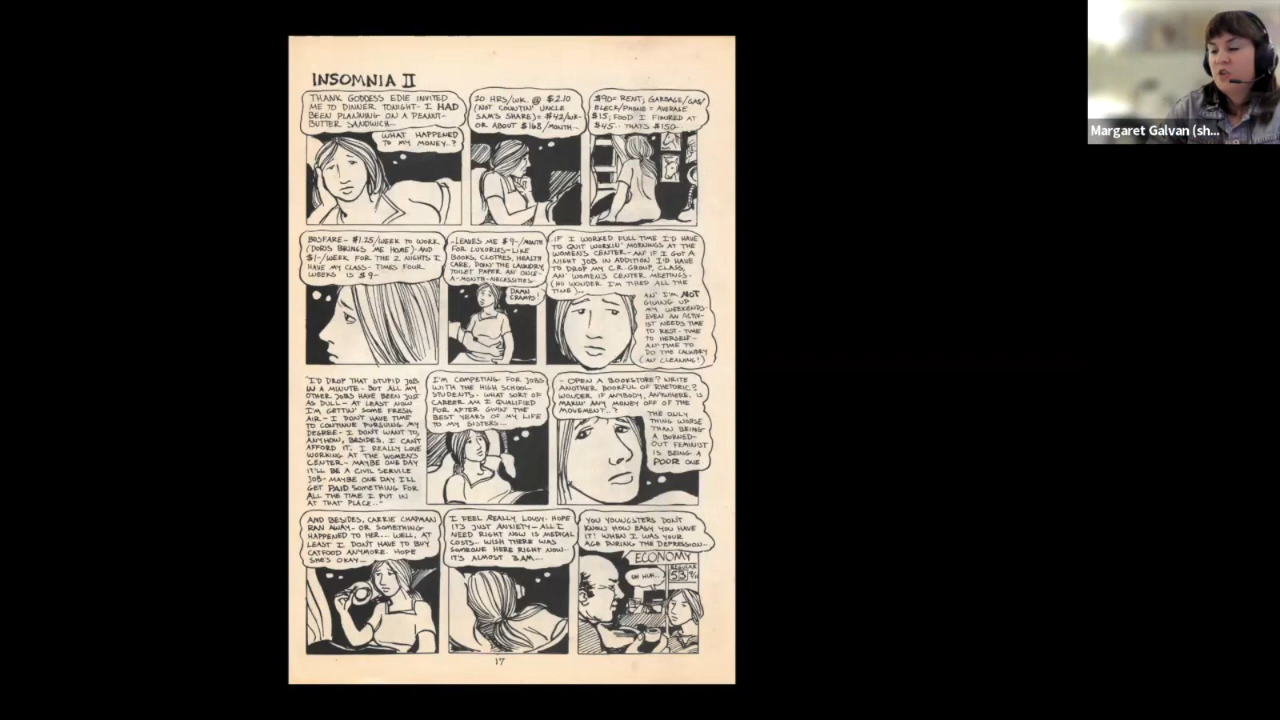 INSOMNIA II
THANK GODDESS EDIE INVITED
ME TO DINNER TONIGHT- I HAD
BEEN PLANNING ON A PEANUT-
BUTTER SANDWICH...
WHAT HAPPENED
TO MY MONEY..?
20 HRS/WK. @ $2.10
(NOT COUNTIN' UNCLE
SAM'S SHARE)= $42/WK-
OR ABOUT $168/MONTH...
$90= RENT; GARBAGE/GAS/
ELECK/PHONE= AVERAGE
$15; FOOD I FIGURED AT
$45... THAT'S $150...
BUSFARE- $1.25/WEEK TO WORK
(DORIS BRINGS ME HOME) AND
$1-/WEEK FOR THE 2 NIGHTS I
HAVE MY CLASS- TIMES FOUR
WEEKS IS $9-
-LEAVES ME $9-/MONTH
FOR LUXURIES- LIKE
BOOKS, CLOTHES, HEALTH
CARE, DOIN' THE LAUNDRY,
TOILET PAPER AN' ONCE-
A-MONTH-NECESSITIES...
DAMN
CRAMPS!
IF I WORKED FULL TIME I'D HAVE
TO QUIT WORKIN' MORNINGS AT THE
WOMEN'S CENTER- AN' IF I GOT A
NIGHT JOB IN ADDITION I'D HAVE
TO DROP MY C.R. GROUP, CLASS,
AN' WOMEN'S CENTER MEETINGS-
(NO WONDER I'M TIRED ALL THE
TIME)...
AN' I'M NOT
GIVING UP
MY WEEKENDS-
EVEN AN ACTIV-
IST NEEDS TIME
TO REST- TIME
TO HERSELF-
AN' TIME TO
DO THE LAUNDRY
(AN' CLEANING!)
"I'D DROP THAT STUPID JOB
IN A MINUTE- BUT ALL MY
OTHER JOBS HAVE BEEN JUST
AS DULL- AT LEAST NOW
I'M GETTIN' SOME FRESH
AIR- I DON'T HAVE TIME
TO CONTINUE PURSUING MY
DEGREE- I DON'T WANT TO,
ANYHOW, BESIDES, I CAN'T
AFFORD IT. I REALLY LOVE
WORKING AT THE WOMEN'S
CENTER- MAYBE ONE DAY
IT'LL BE A CIVIL SERVICE
JOB- MAYBE ONE DAY I'LL
GET PAID SOMETHING FOR
ALL THE TIME I PUT IN
AT THAT PLACE..."
I'M COMPETING FOR JOBS
WITH THE HIGH SCHOOL
STUDENTS- WHAT SORT OF
CAREER AM I QUALIFIED
FOR AFTER GIVIN' THE
BEST YEARS OF MY LIFE
TO MY SISTERS...
- OPEN A BOOKSTORE? WRITE
ANOTHER BOOKFUL OF RHETORIC?
WONDER IF ANYBODY, ANYWHERE, IS
MAKIN' ANY MONEY OFF OF THE
MOVEMENT...?
THE ONLY
THING WORSE
THAN BEING
A BURNED-
OUT FEMINIST
IS BEING A
POOR ONE
AND BESIDES, CARRIE CHAPMAN
RAN AWAY- OR SOMETHING
HAPPENED TO HER... WELL, AT
LEAST I DON'T HAVE TO BUY
CATFOOD ANYMORE. HOPE
SHE'S OKAY...
I FEEL REALLY LOUSY- HOPE
IT'S JUST ANXIETY- ALL I
NEED RIGHT NOW IS MEDICAL
COSTS... WISH THERE WAS
SOMEONE HERE RIGHT NOW-
IT'S ALMOST 3 AM...
YOU YOUNGSTERS DON'T
KNOW HOW EASY YOU HAVE
IT! WHEN I WAS YOUR
AGE DURING THE DEPRESSION...
ECONOMY
UH HUH...
REGULAR
53 9/10
17
Margaret Galvan (sh...